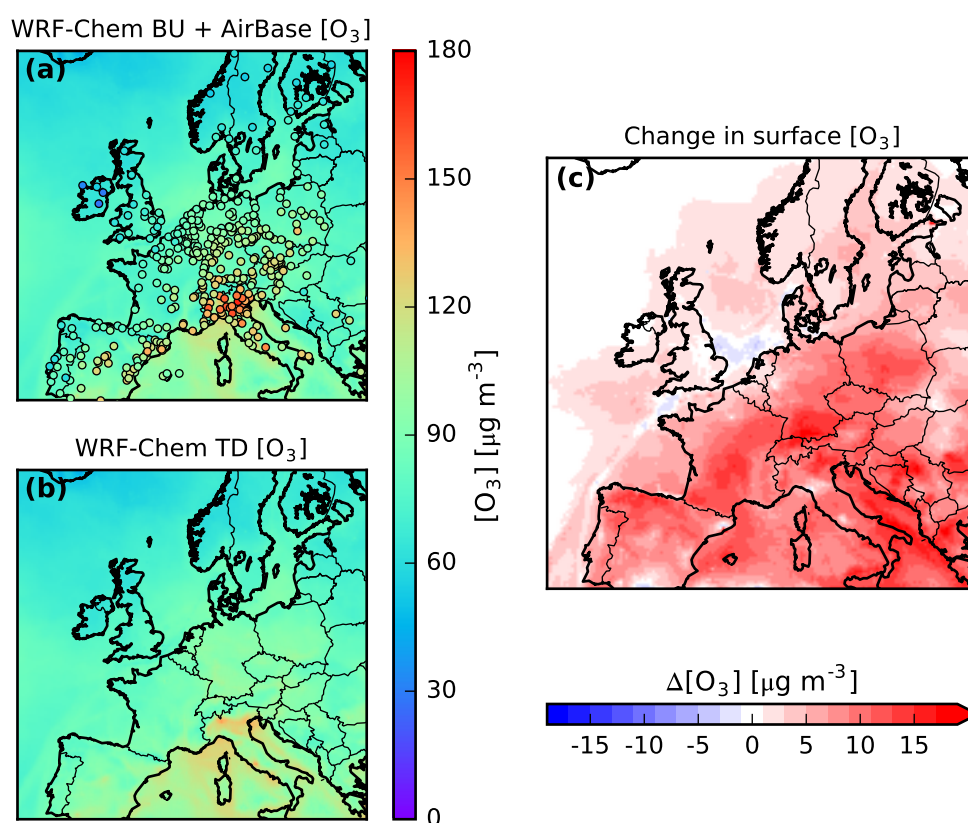 WRF-Chem BU + AirBase [O₃]
(a)
180
150
120
90
60
30
0
[O₃] [μg m⁻³]
WRF-Chem TD [O₃]
(b)
Change in surface [O₃]
(c)
Δ[O₃] [μg m⁻³]
-15 -10 -5 0 5 10 15